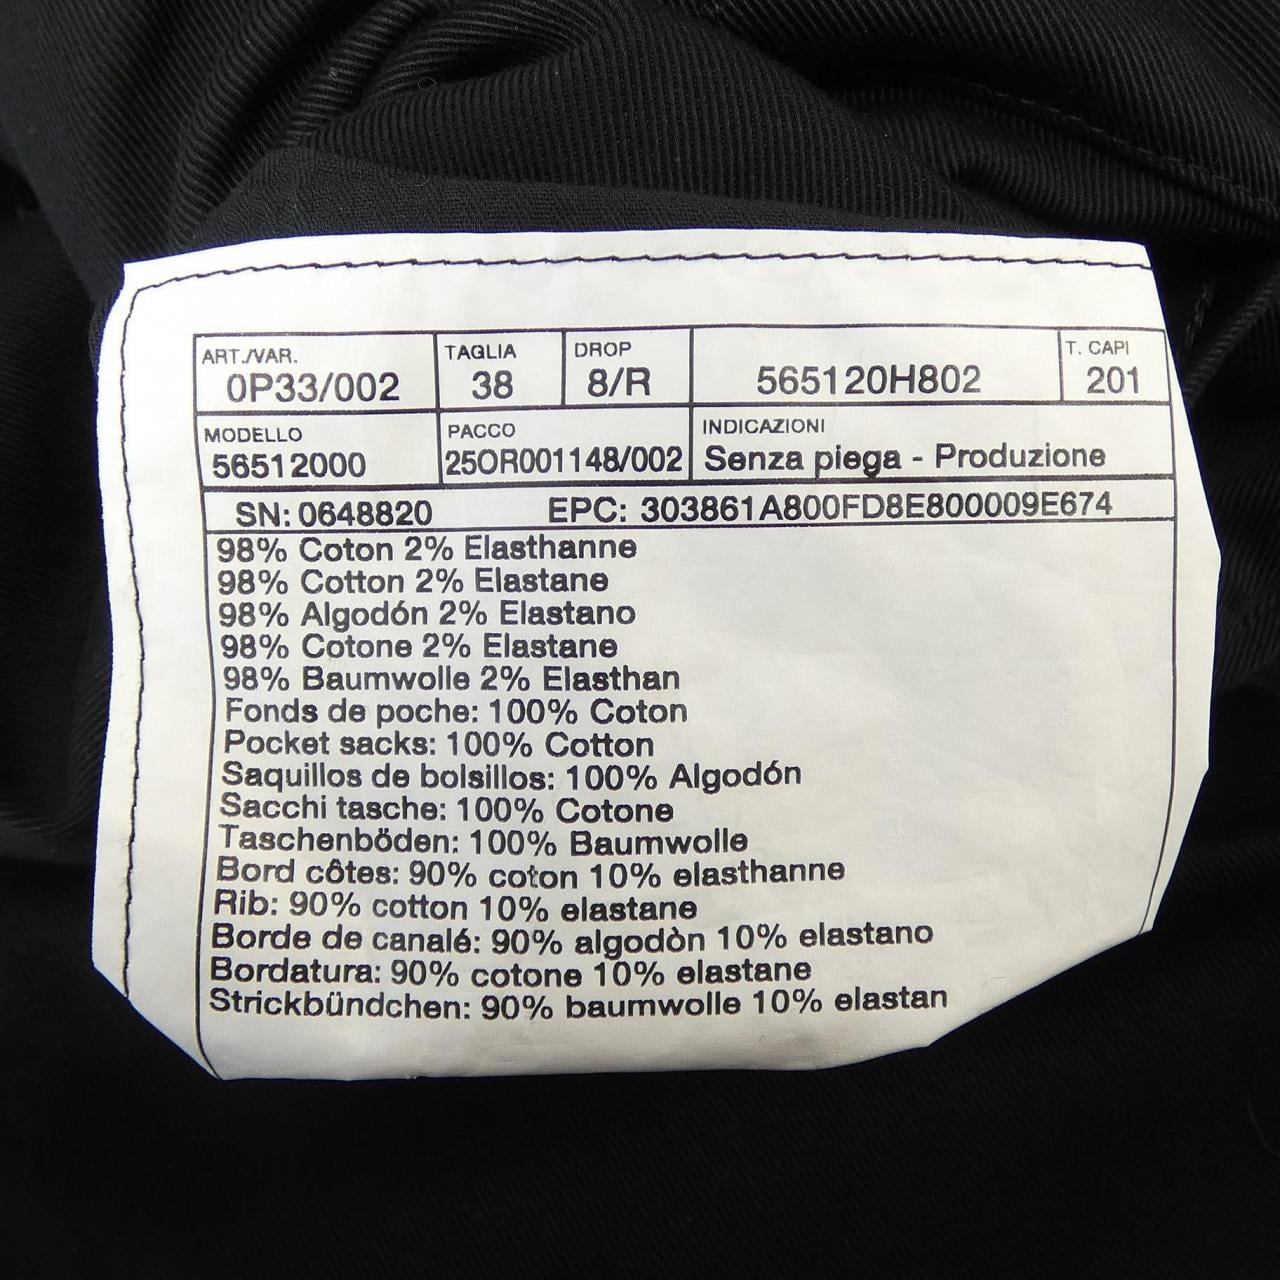 ART./VAR. TAGLIA DROP 565120H802 T. CAPI
0P33/002 38 8/R 201
MODELLO PACCO INDICAZIONI
56512000 25OR001148/002 Senza piega - Produzione
SN: 0648820 EPC: 303861A800FD8E800009E674
98% Coton 2% Elasthanne
98% Cotton 2% Elastane
98% Algodón 2% Elastano
98% Cotone 2% Elastane
98% Baumwolle 2% Elasthan
Fonds de poche: 100% Coton
Pocket sacks: 100% Cotton
Saquillos de bolsillos: 100% Algodón
Sacchi tasche: 100% Cotone
Taschenböden: 100% Baumwolle
Bord côtes: 90% coton 10% elasthanne
Rib: 90% cotton 10% elastane
Borde de canalé: 90% algodòn 10% elastano
Bordatura: 90% cotone 10% elastane
Strickbündchen: 90% baumwolle 10% elastan